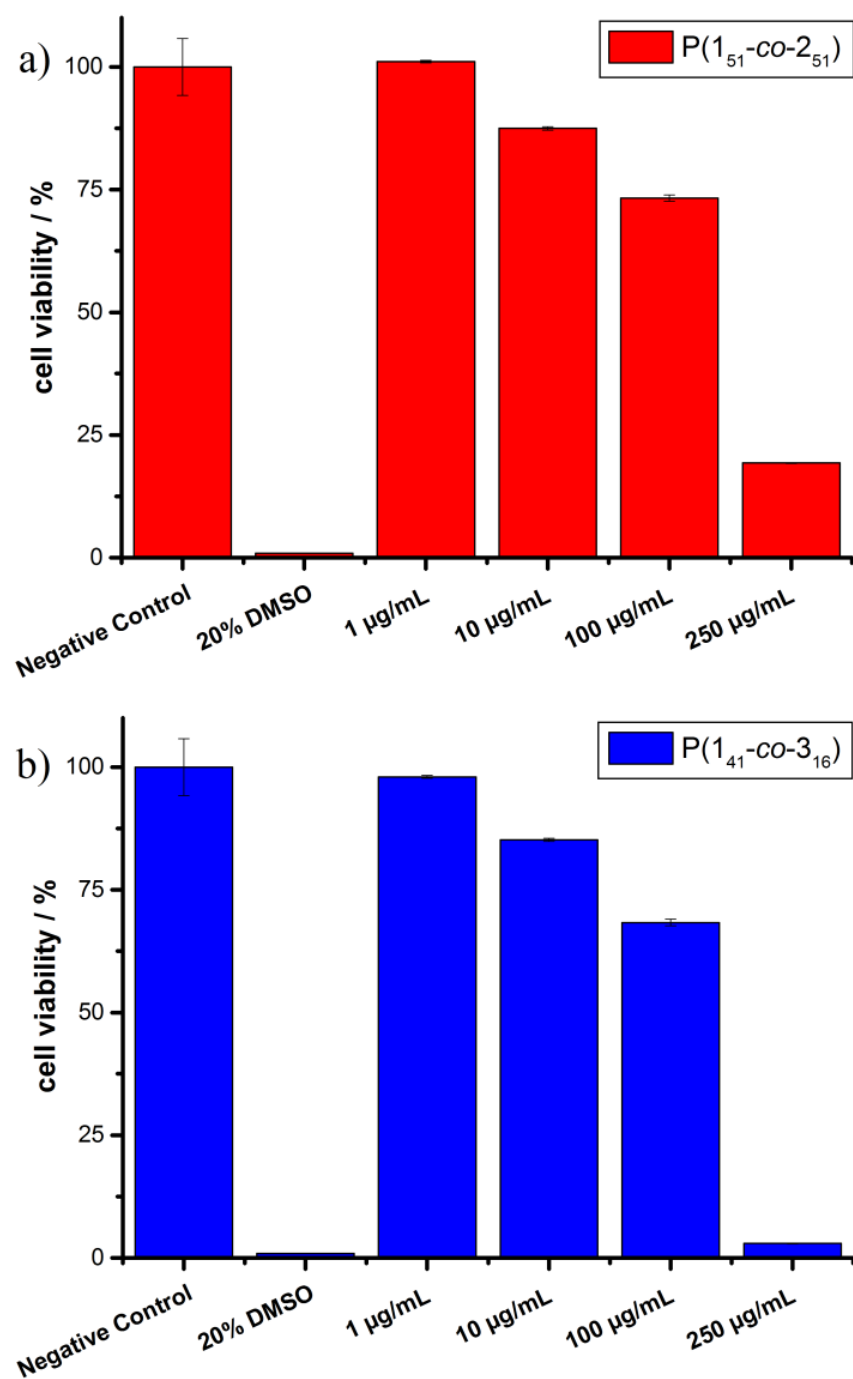 a)
P(1₅₁-co-2₅₁)
cell viability / %
100
75
50
25
0
Negative Control
20% DMSO
1 µg/mL
10 µg/mL
100 µg/mL
250 µg/mL
b)
P(1₄₁-co-3₁₆)
cell viability / %
100
75
50
25
0
Negative Control
20% DMSO
1 µg/mL
10 µg/mL
100 µg/mL
250 µg/mL